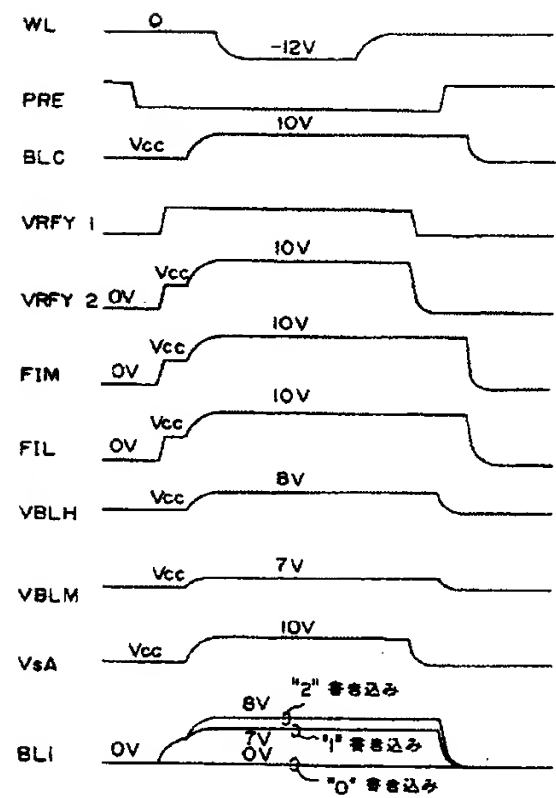 WL 0 -12V
PRE
BLC Vcc 10V
VRFY 1
VRFY 2 0V Vcc 10V
FIM 0V Vcc 10V
FIL 0V Vcc 10V
VBLH Vcc 8V
VBLM Vcc 7V
VsA Vcc 10V
8V "2" 書き込み
7V "1" 書き込み
BLi 0V 0V
"0" 書き込み